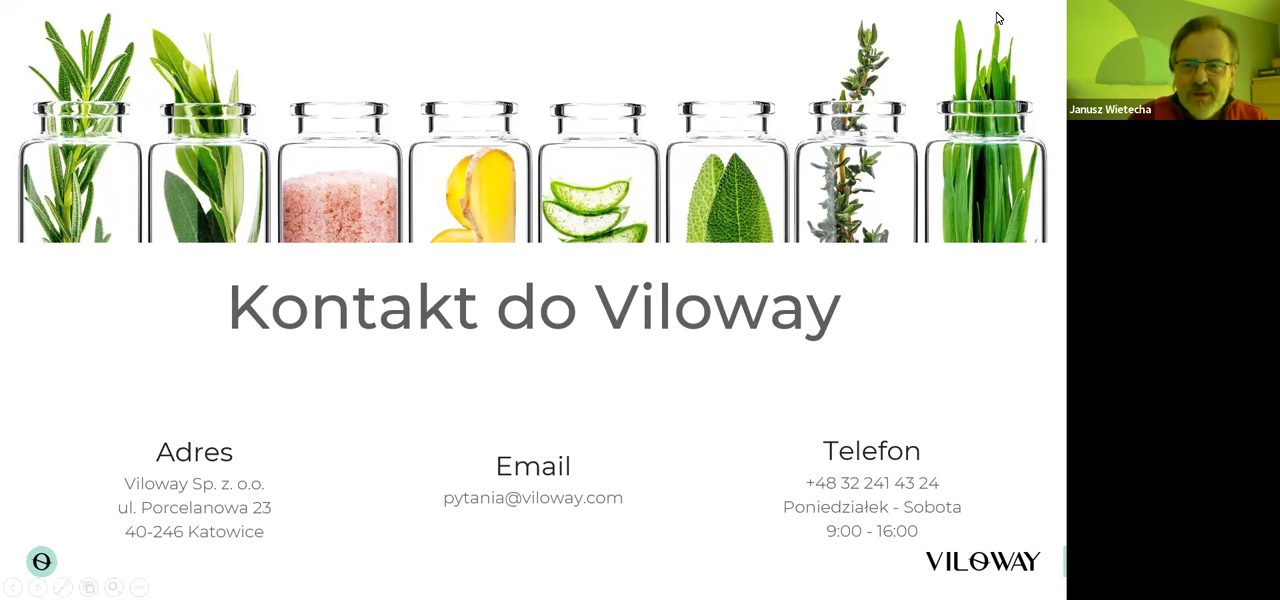 Janusz Wietecha
Kontakt do Viloway
Adres
Viloway Sp. z. o.o.
ul. Porcelanowa 23
40-246 Katowice
Email
pytania@viloway.com
Telefon
+48 32 241 43 24
Poniedziałek - Sobota
9:00 - 16:00
VILOWAY